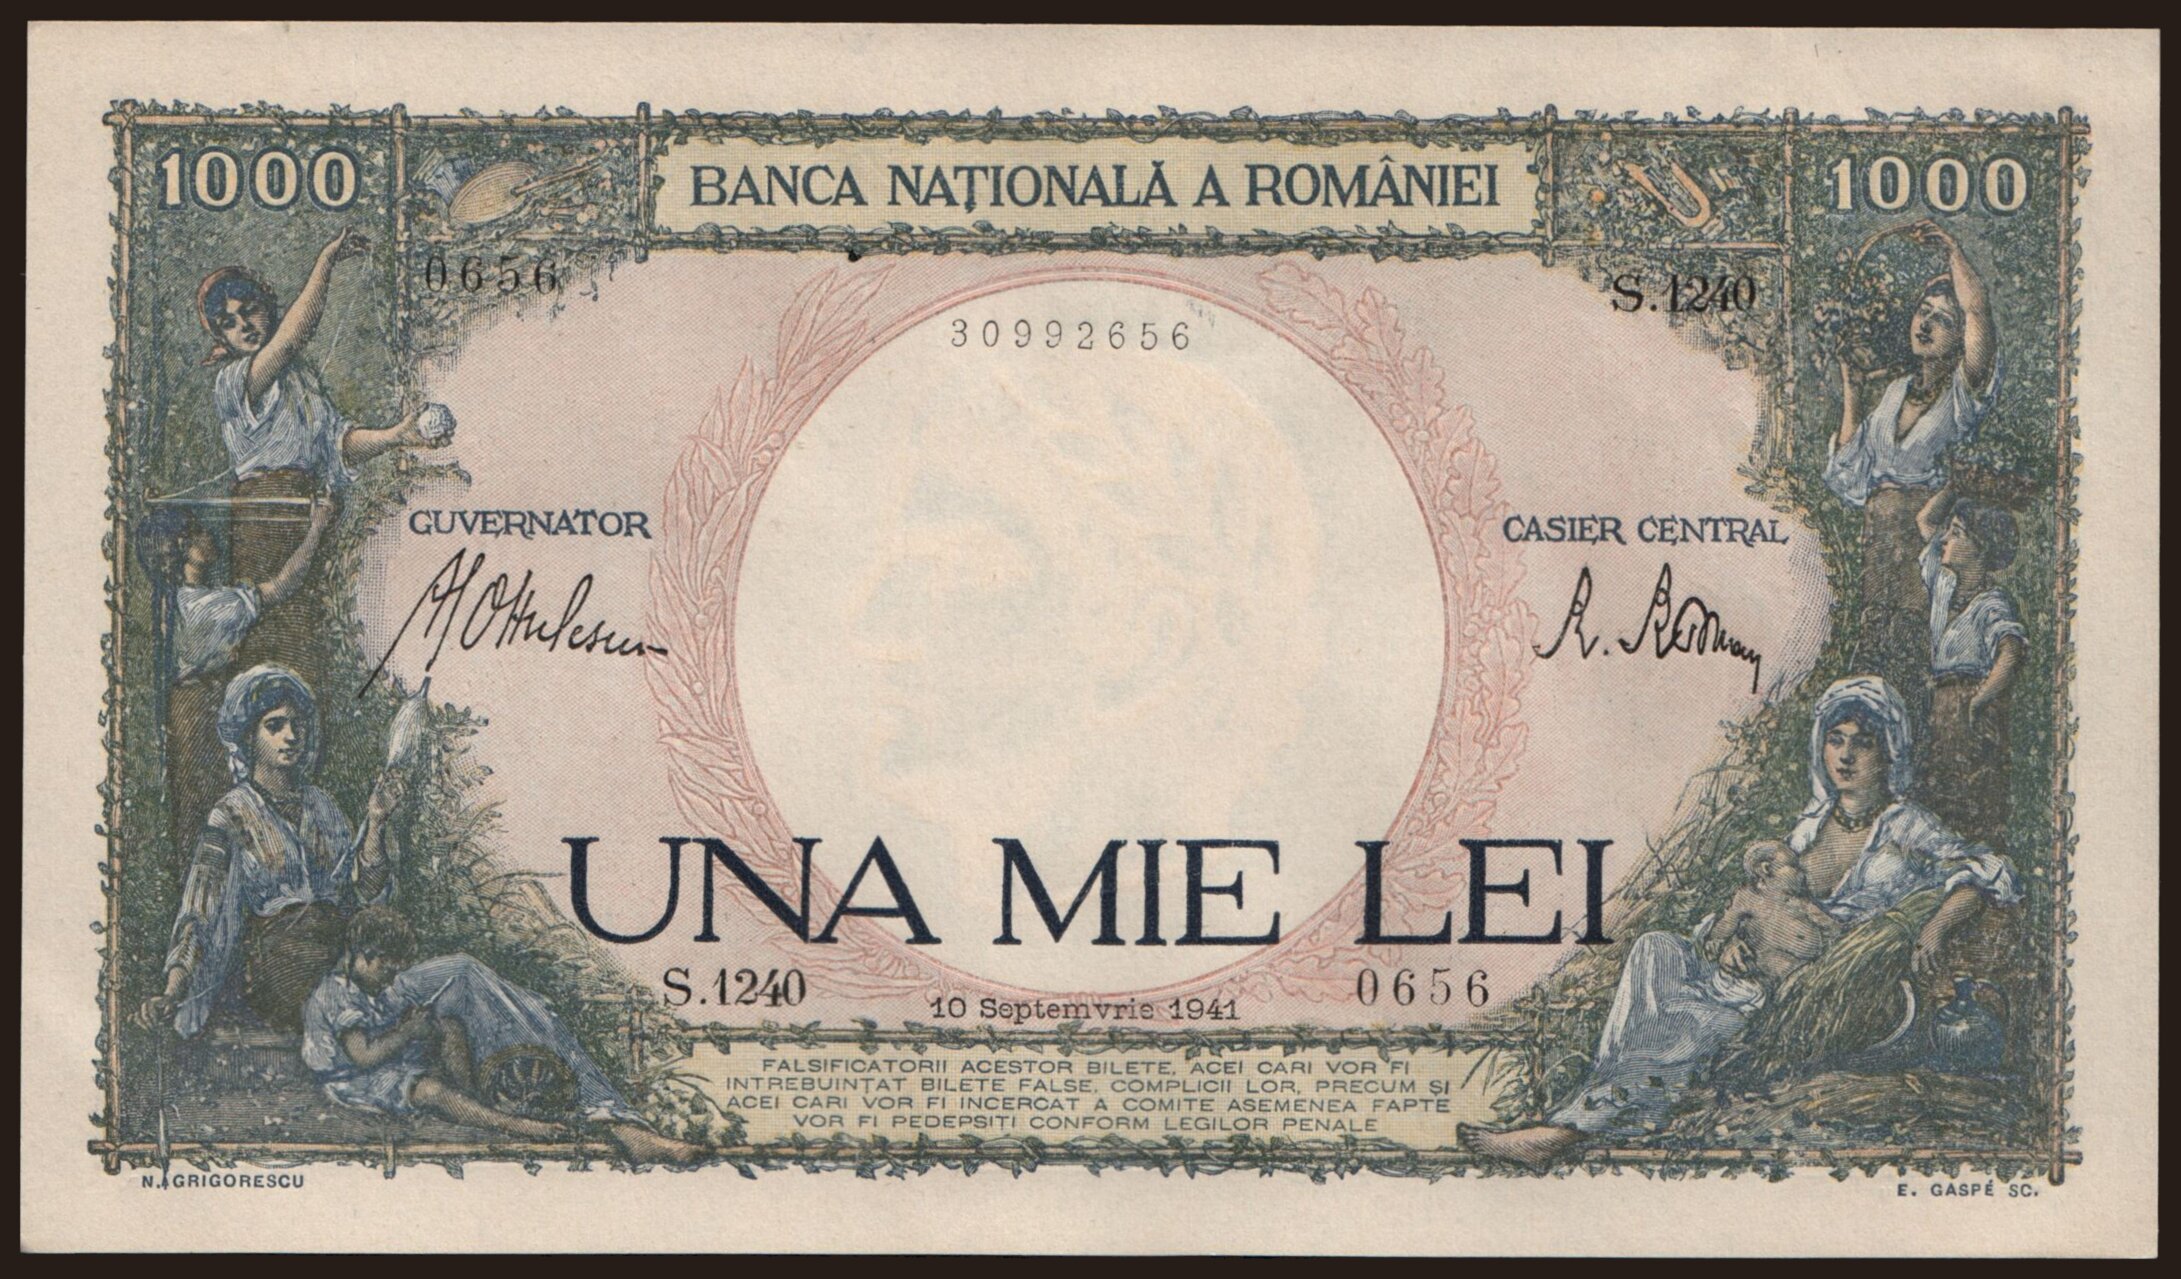 1000
BANCA NAȚIONALĂ A ROMÂNIEI
1000
0656
S.1240
30992656
GUVERNATOR
CASIER CENTRAL
UNA MIE LEI
S.1240
10 Septemvrie 1941
0656
FALSIFICATORII ACESTOR BILETE, ACEI CARI VOR FI
INTREBUINȚAT BILETE FALSE, COMPLICII LOR, PRECUM ȘI
ACEI CARI VOR FI INCERCAT A COMITE ASEMENEA FAPTE
VOR FI PEDEPSITI CONFORM LEGILOR PENALE
N. GRIGORESCU
E. GASPÉ SC.